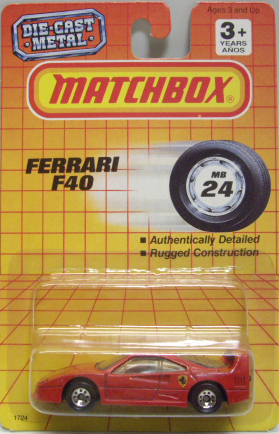 DIE-CAST
METAL
Ages 3 and Up
3+
YEARS
AÑOS
MATCHBOX
®
FERRARI
F40
MB
24
■ Authentically Detailed
■ Rugged Construction
1724